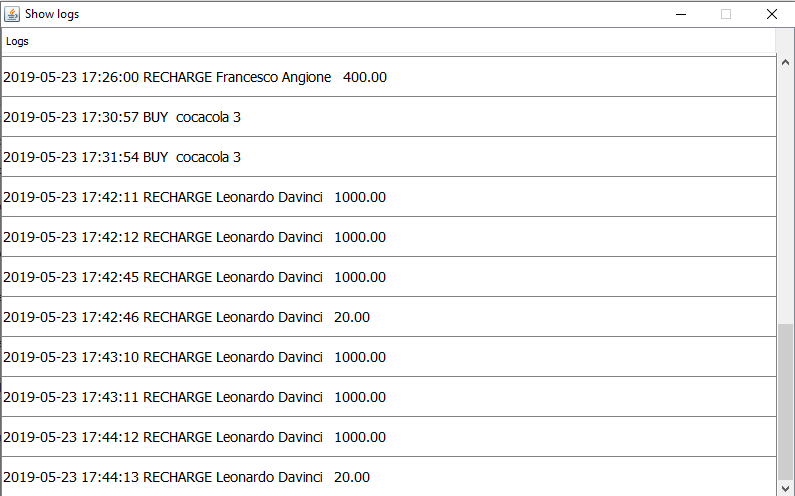 Show logs
Logs
2019-05-23 17:26:00 RECHARGE Francesco Angione   400.00
2019-05-23 17:30:57 BUY  cocacola 3
2019-05-23 17:31:54 BUY  cocacola 3
2019-05-23 17:42:11 RECHARGE Leonardo Davinci   1000.00
2019-05-23 17:42:12 RECHARGE Leonardo Davinci   1000.00
2019-05-23 17:42:45 RECHARGE Leonardo Davinci   1000.00
2019-05-23 17:42:46 RECHARGE Leonardo Davinci   20.00
2019-05-23 17:43:10 RECHARGE Leonardo Davinci   1000.00
2019-05-23 17:43:11 RECHARGE Leonardo Davinci   1000.00
2019-05-23 17:44:12 RECHARGE Leonardo Davinci   1000.00
2019-05-23 17:44:13 RECHARGE Leonardo Davinci   20.00